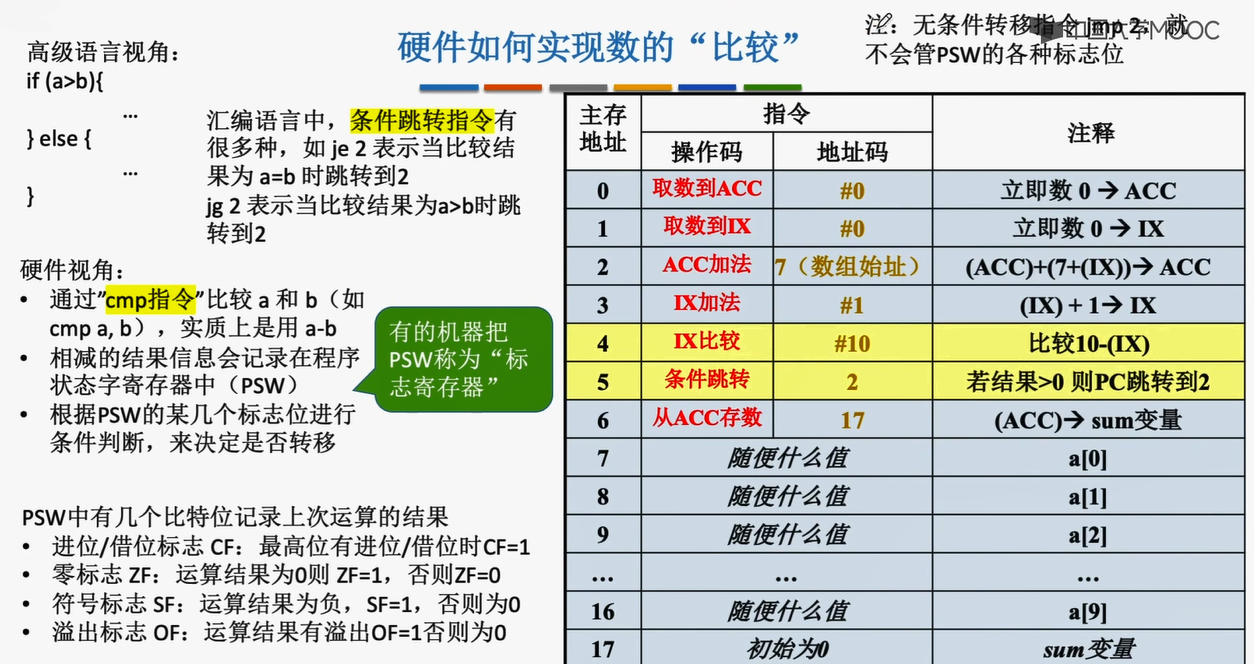 硬件如何实现数的“比较”
注：无条件转移指令 jmp 2，就
不会管PSW的各种标志位
大学MOOC
高级语言视角：
if (a>b){
...
} else {
...
}
汇编语言中，条件跳转指令有
很多种，如 je 2 表示当比较结
果为 a=b 时跳转到2
jg 2 表示当比较结果为a>b时跳
转到2
硬件视角：
• 通过”cmp指令”比较 a 和 b（如
cmp a, b），实质上是用 a-b
• 相减的结果信息会记录在程序
状态字寄存器中（PSW）
• 根据PSW的某几个标志位进行
条件判断，来决定是否转移
有的机器把
PSW称为“标
志寄存器”
PSW中有几个比特位记录上次运算的结果
• 进位/借位标志 CF：最高位有进位/借位时CF=1
• 零标志 ZF：运算结果为0则 ZF=1，否则ZF=0
• 符号标志 SF：运算结果为负，SF=1，否则为0
• 溢出标志 OF：运算结果有溢出OF=1否则为0
主存
地址
指令
注释
操作码 地址码
0 取数到ACC #0 立即数 0 → ACC
1 取数到IX #0 立即数 0 → IX
2 ACC加法 7（数组始址） (ACC)+(7+(IX))→ ACC
3 IX加法 #1 (IX) + 1→ IX
4 IX比较 #10 比较10-(IX)
5 条件跳转 2 若结果>0 则PC跳转到2
6 从ACC存数 17 (ACC)→ sum变量
7 随便什么值 a[0]
8 随便什么值 a[1]
9 随便什么值 a[2]
... ... ...
16 随便什么值 a[9]
17 初始为0 sum变量